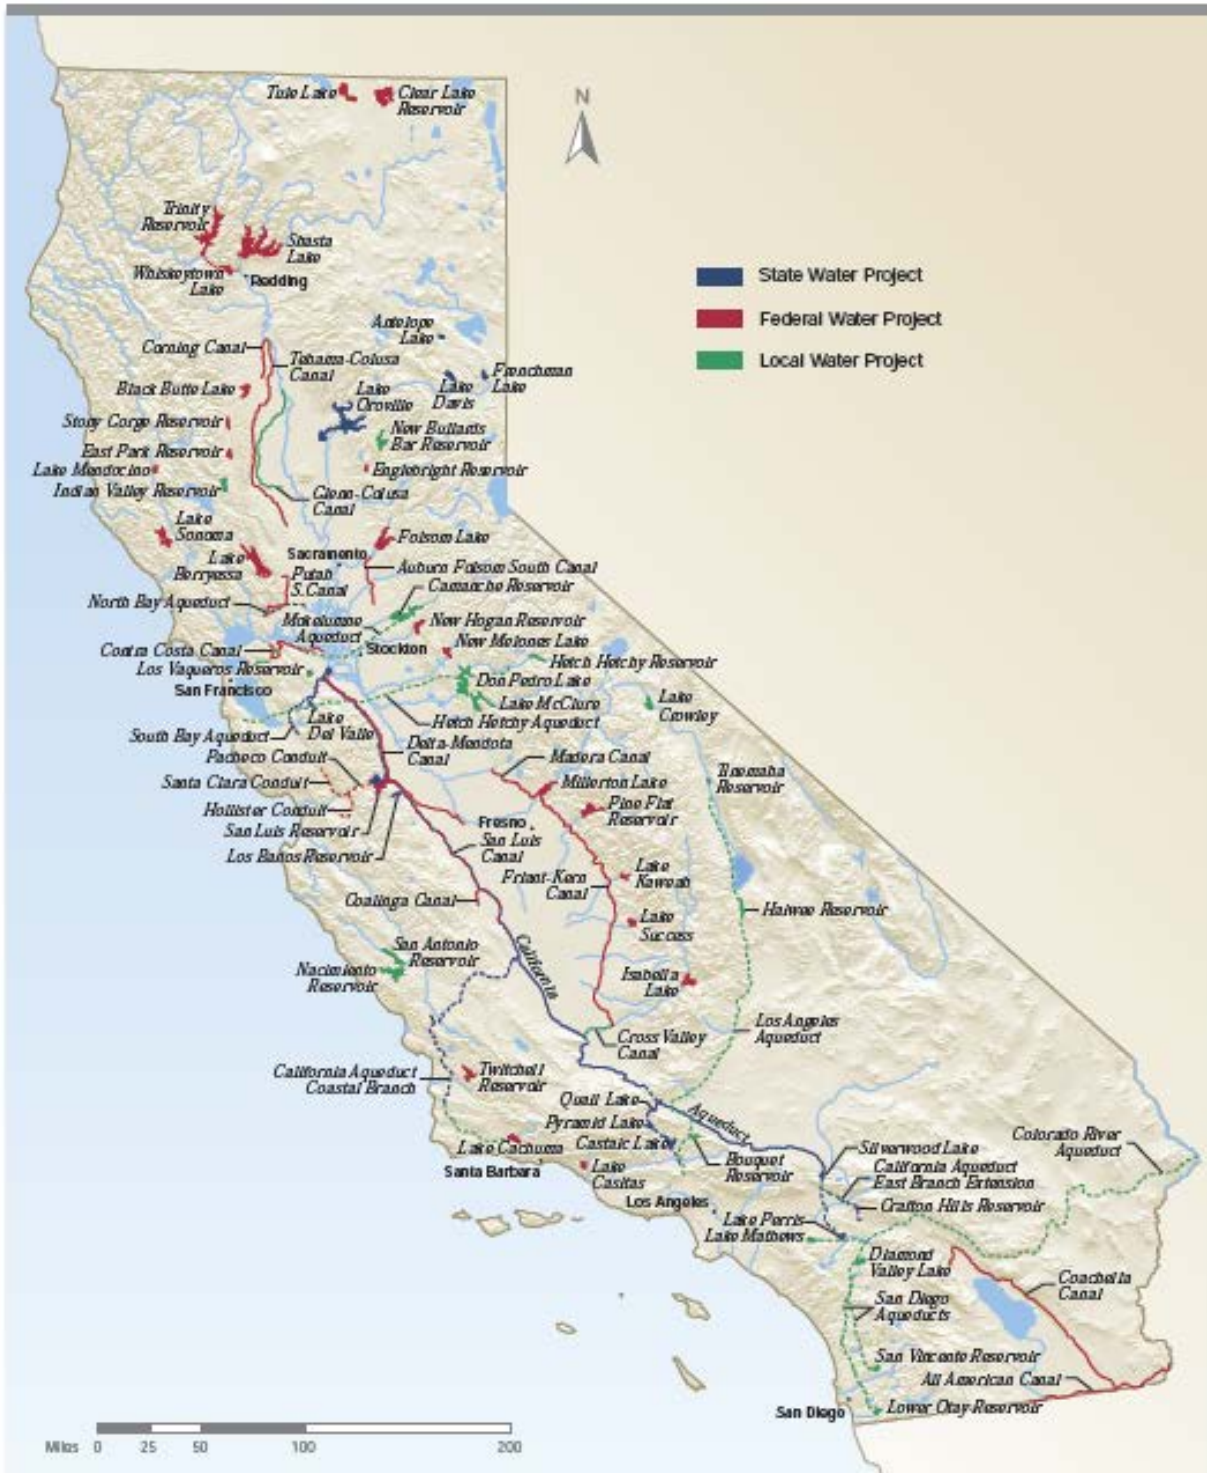 N
Tule Lake
Clear Lake
Reservoir
Trinity
Reservoir
Shasta
Lake
Whiskeytown
Lake
Redding
State Water Project
Federal Water Project
Local Water Project
Antelope
Lake
Corning Canal
Tehama-Colusa
Canal
Black Butte Lake
Lake
Oroville
Lake
Davis
Frenchman
Lake
Stony Gorge Reservoir
New Bullards
Bar Reservoir
East Park Reservoir
Lake Mendocino
Englebright Reservoir
Indian Valley Reservoir
Glenn-Colusa
Canal
Lake
Sonoma
Folsom Lake
Sacramento
Lake
Berryessa
Putah
S.Canal
Auburn Folsom South Canal
Camanche Reservoir
North Bay Aqueduct
Mokelumne
Aqueduct
New Hogan Reservoir
New Melones Lake
Contra Costa Canal
Stockton
Los Vaqueros Reservoir
Hetch Hetchy Reservoir
San Francisco
Don Pedro Lake
Lake McClure
Lake
Crowley
Hetch Hetchy Aqueduct
Lake
Del Valle
South Bay Aqueduct
Delta-Mendota
Canal
Pacheco Conduit
Madera Canal
Santa Clara Conduit
Millerton Lake
Tinemaha
Reservoir
Hollister Conduit
Pine Flat
Reservoir
San Luis Reservoir
Fresno
San Luis
Canal
Los Banos Reservoir
Friant-Kern
Canal
Lake
Kaweah
Coalinga Canal
Haiwee Reservoir
Lake
Success
San Antonio
Reservoir
Nacimiento
Reservoir
California
Isabella
Lake
Los Angeles
Aqueduct
Cross Valley
Canal
California Aqueduct
Coastal Branch
Twitchell
Reservoir
Quail Lake
Aqueduct
Pyramid Lake
Castaic Lake
Lake Cachuma
Santa Barbara
Bouquet
Reservoir
Silverwood Lake
California Aqueduct
East Branch Extension
Colorado River
Aqueduct
Lake
Casitas
Los Angeles
Crafton Hills Reservoir
Lake Perris
Lake Mathews
Diamond
Valley Lake
Coachella
Canal
San Diego
Aqueducts
San Vincente Reservoir
All American Canal
San Diego
Lower Otay Reservoir
Miles 0 25 50 100 200